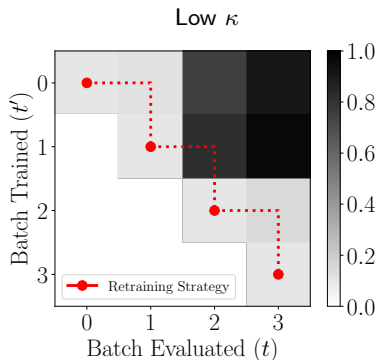 Low κ
Batch Trained (t′)
0
1
2
3
Retraining Strategy
0 1 2 3
Batch Evaluated (t)
1.0
0.8
0.6
0.4
0.2
0.0